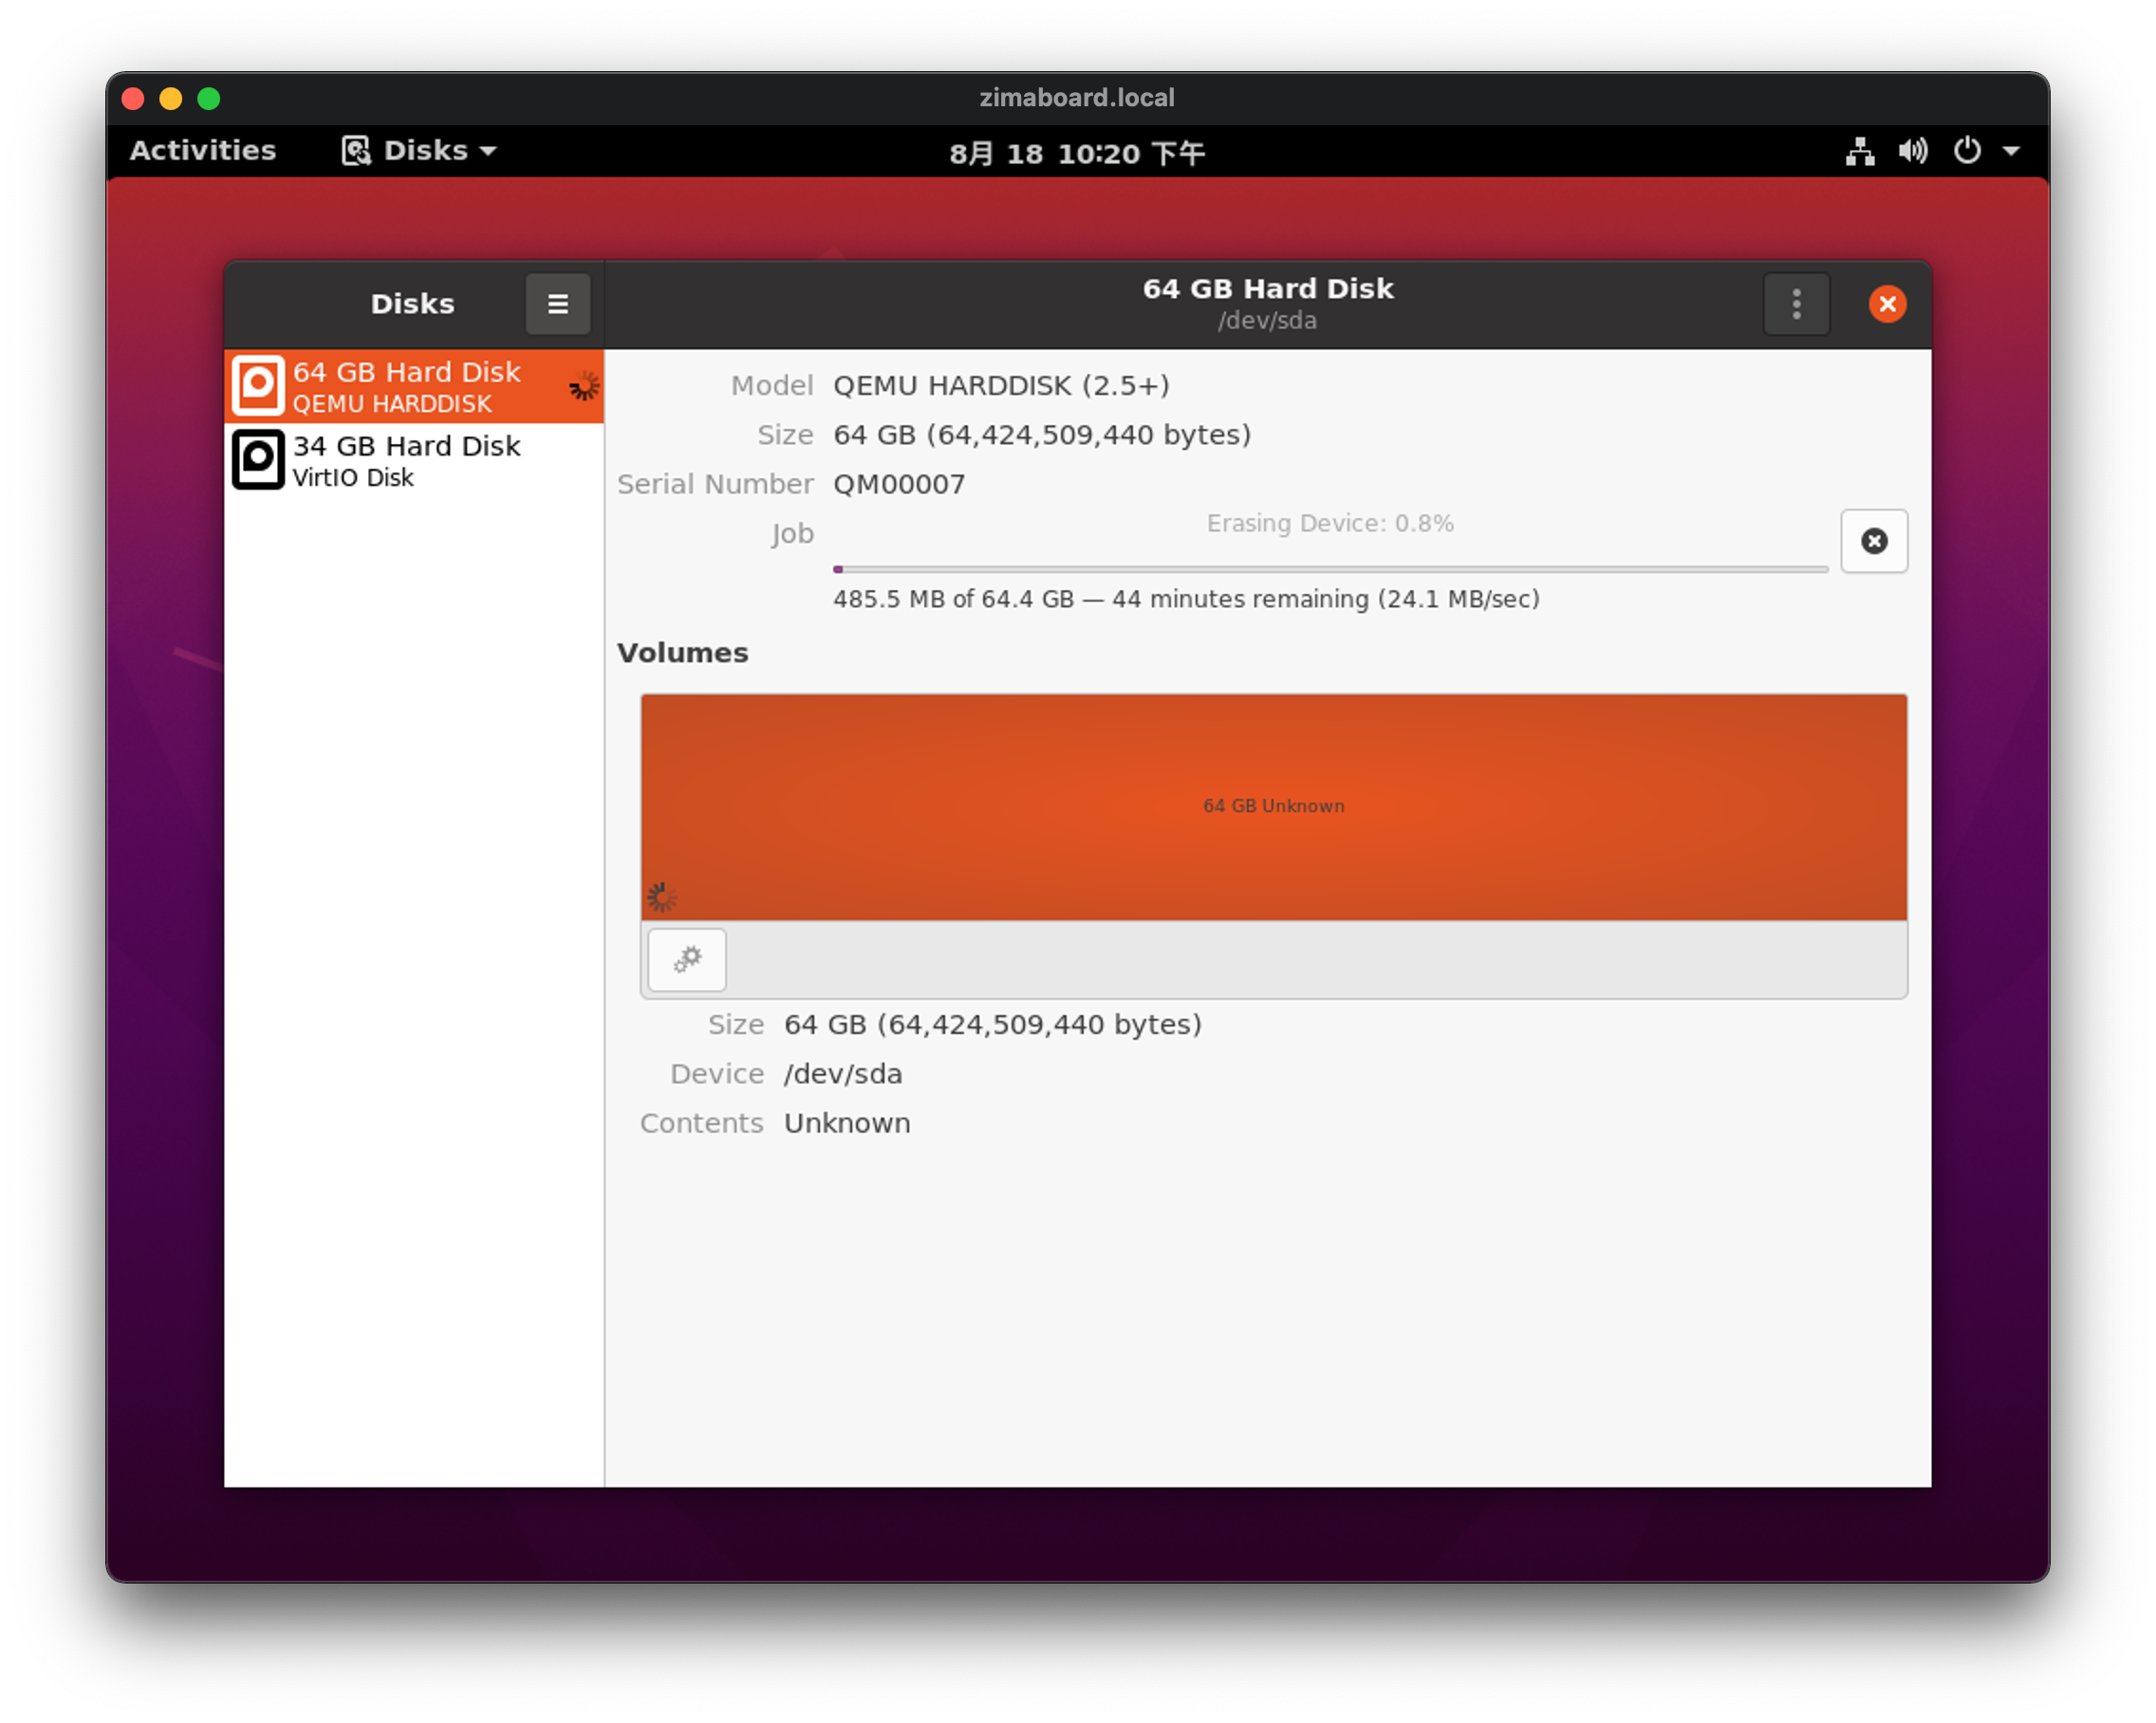 zimaboard.local
Activities Disks 8月 18 10:20 下午
Disks
64 GB Hard Disk
/dev/sda
64 GB Hard Disk
QEMU HARDDISK
34 GB Hard Disk
VirtIO Disk
Model QEMU HARDDISK (2.5+)
Size 64 GB (64,424,509,440 bytes)
Serial Number QM00007
Job Erasing Device: 0.8%
485.5 MB of 64.4 GB — 44 minutes remaining (24.1 MB/sec)
Volumes
64 GB Unknown
Size 64 GB (64,424,509,440 bytes)
Device /dev/sda
Contents Unknown